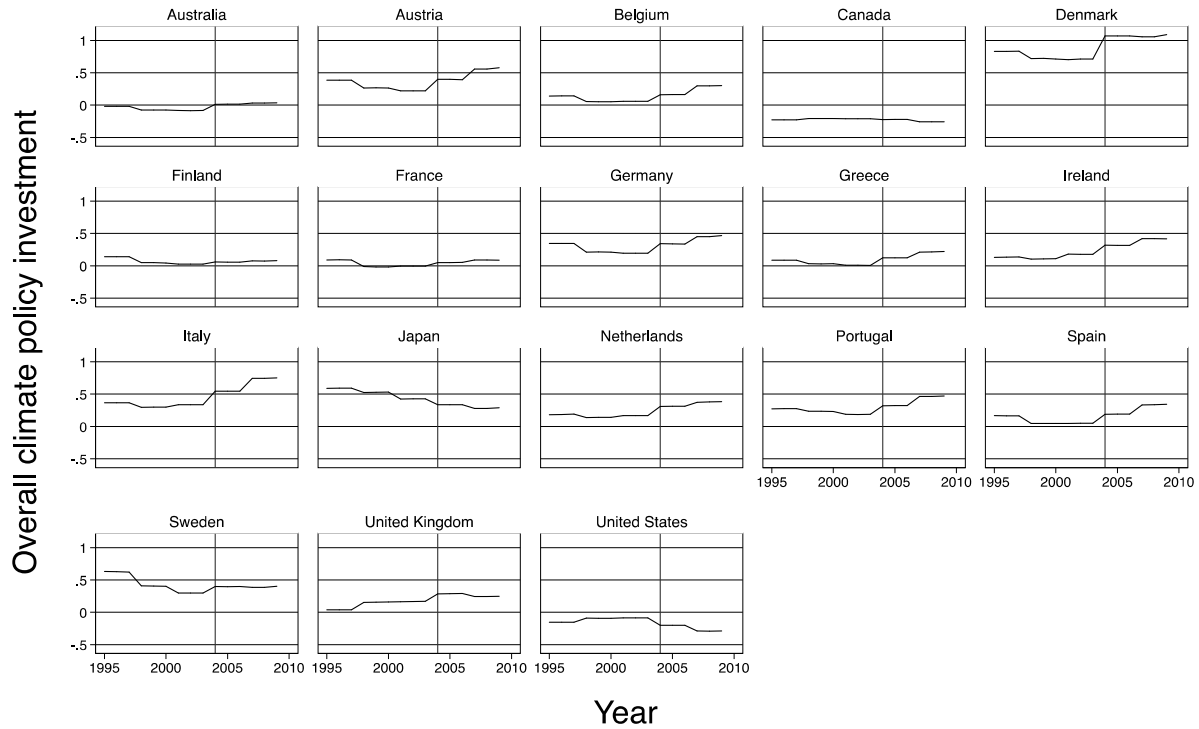 Overall climate policy investment
Australia Austria Belgium Canada Denmark
1
.5
0
-.5
Finland France Germany Greece Ireland
1
.5
0
-.5
Italy Japan Netherlands Portugal Spain
1
.5
0
-.5
1995 2000 2005 2010 1995 2000 2005 2010
Sweden United Kingdom United States
1
.5
0
-.5
1995 2000 2005 2010 1995 2000 2005 2010 1995 2000 2005 2010
Year